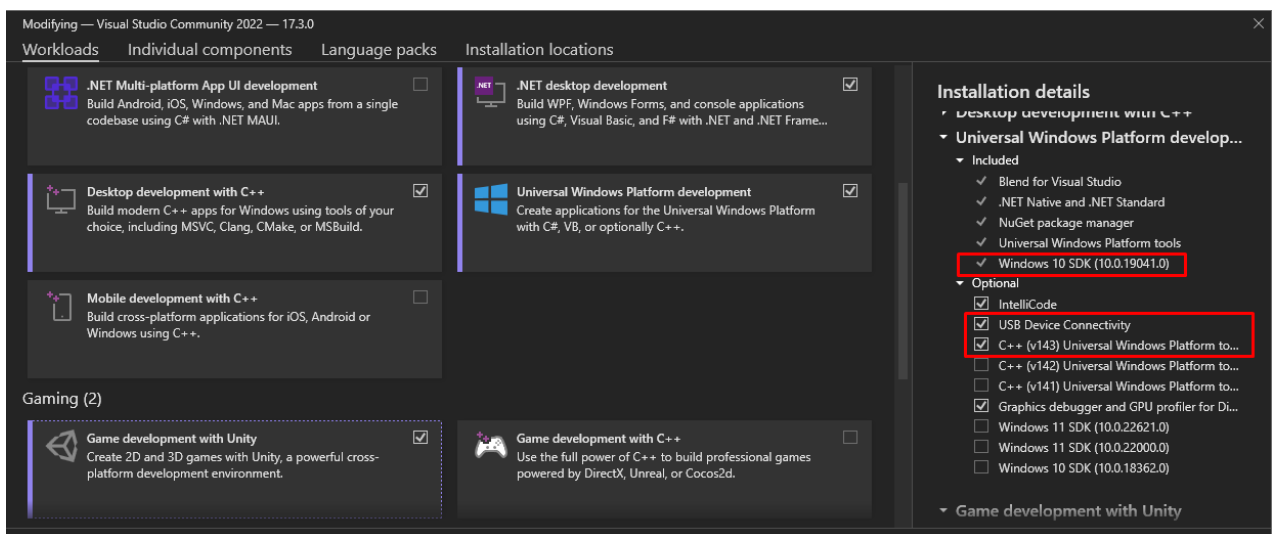 Modifying — Visual Studio Community 2022 — 17.3.0
Workloads
Individual components
Language packs
Installation locations
.NET Multi-platform App UI development
Build Android, iOS, Windows, and Mac apps from a single
codebase using C# with .NET MAUI.
.NET
.NET desktop development
Build WPF, Windows Forms, and console applications
using C#, Visual Basic, and F# with .NET and .NET Frame...
Desktop development with C++
Build modern C++ apps for Windows using tools of your
choice, including MSVC, Clang, CMake, or MSBuild.
Universal Windows Platform development
Create applications for the Universal Windows Platform
with C#, VB, or optionally C++.
Mobile development with C++
Build cross-platform applications for iOS, Android or
Windows using C++.
Gaming (2)
Game development with Unity
Create 2D and 3D games with Unity, a powerful cross-
platform development environment.
Game development with C++
Use the full power of C++ to build professional games
powered by DirectX, Unreal, or Cocos2d.
Installation details
Desktop development with C++
Universal Windows Platform develop...
Included
Blend for Visual Studio
.NET Native and .NET Standard
NuGet package manager
Universal Windows Platform tools
Windows 10 SDK (10.0.19041.0)
Optional
IntelliCode
USB Device Connectivity
C++ (v143) Universal Windows Platform to...
C++ (v142) Universal Windows Platform to...
C++ (v141) Universal Windows Platform to...
Graphics debugger and GPU profiler for Di...
Windows 11 SDK (10.0.22621.0)
Windows 11 SDK (10.0.22000.0)
Windows 10 SDK (10.0.18362.0)
Game development with Unity